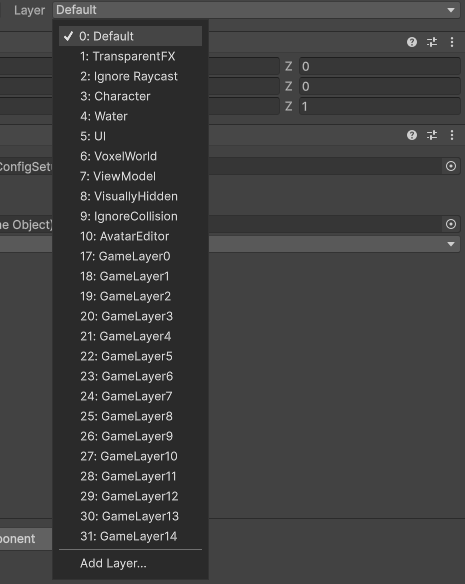 Layer Default
✓ 0: Default
1: TransparentFX
Z 0
2: Ignore Raycast
Z 0
3: Character
Z 1
4: Water
5: UI
6: VoxelWorld
ConfigSetu
7: ViewModel
8: VisuallyHidden
9: IgnoreCollision
ne Object)
10: AvatarEditor
17: GameLayer0
18: GameLayer1
19: GameLayer2
20: GameLayer3
21: GameLayer4
22: GameLayer5
23: GameLayer6
24: GameLayer7
25: GameLayer8
26: GameLayer9
27: GameLayer10
28: GameLayer11
29: GameLayer12
30: GameLayer13
31: GameLayer14
ponent
Add Layer...